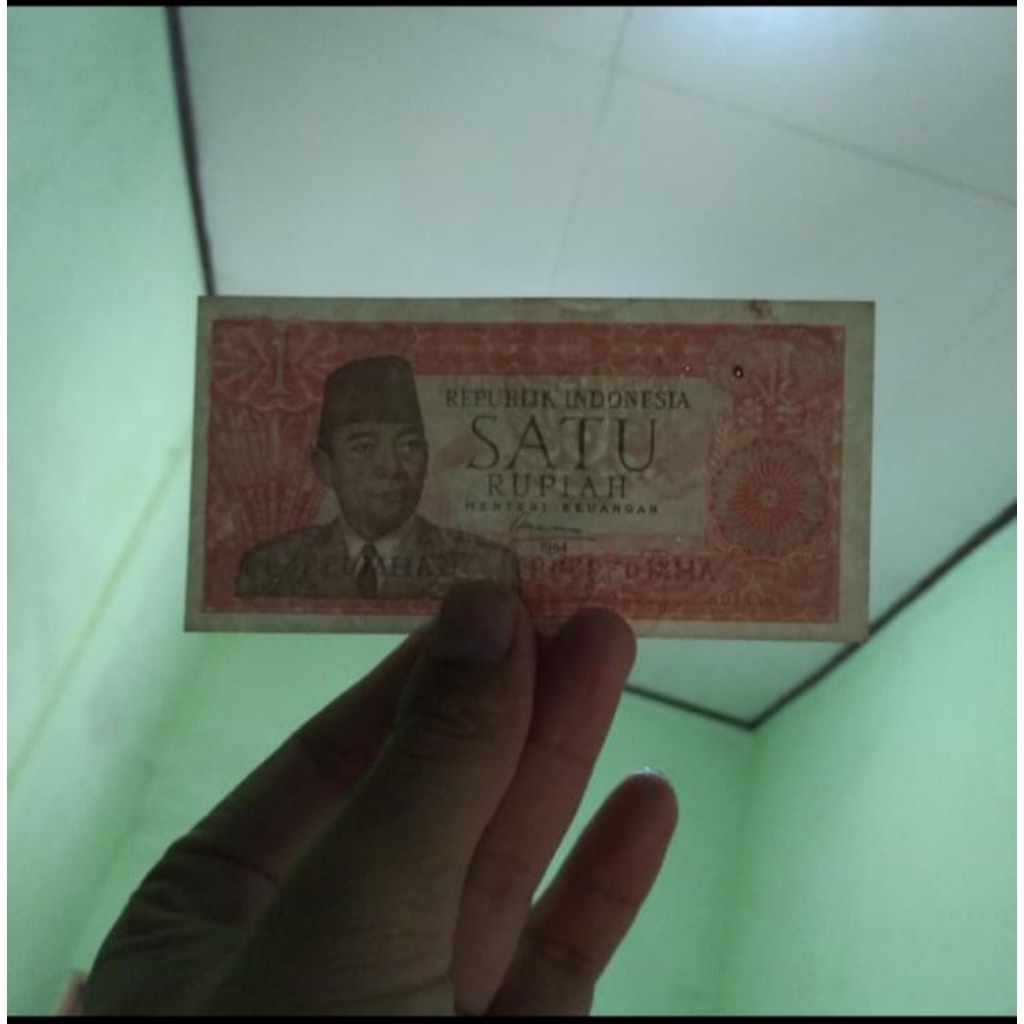 1
REPUBLIK INDONESIA
SATU
RUPIAH
MENTERI KEUANGAN
1964